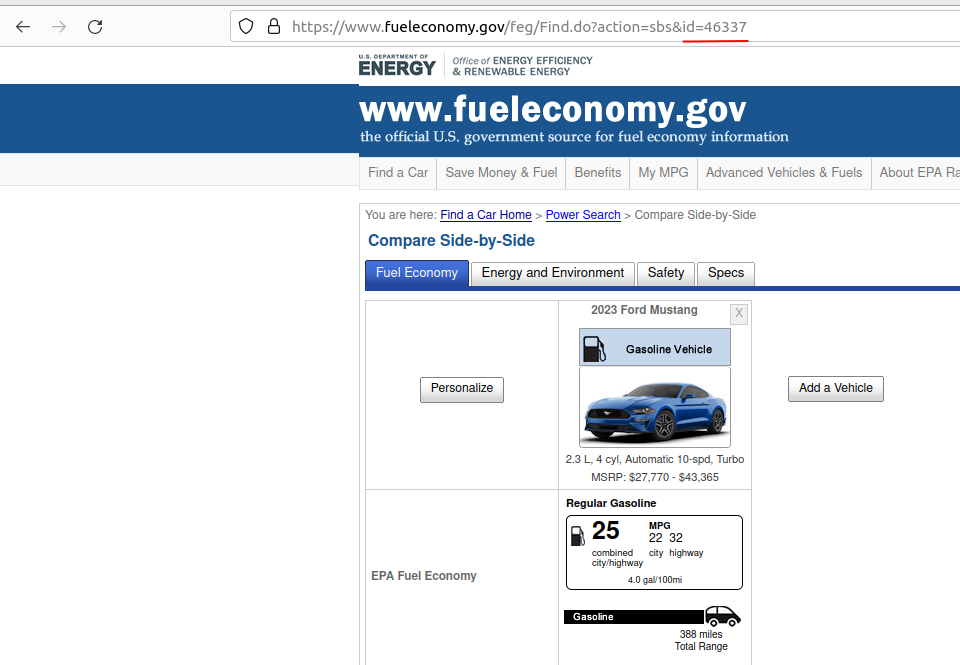 https://www.fueleconomy.gov/feg/Find.do?action=sbs&id=46337
U.S. DEPARTMENT OF
ENERGY
Office of ENERGY EFFICIENCY
& RENEWABLE ENERGY
www.fueleconomy.gov
the official U.S. government source for fuel economy information
Find a Car Save Money & Fuel Benefits My MPG Advanced Vehicles & Fuels About EPA Ra
You are here: Find a Car Home > Power Search > Compare Side-by-Side
Compare Side-by-Side
Fuel Economy Energy and Environment Safety Specs
2023 Ford Mustang X
Gasoline Vehicle
Personalize
Add a Vehicle
2.3 L, 4 cyl, Automatic 10-spd, Turbo
MSRP: $27,770 - $43,365
Regular Gasoline
25 MPG
22 32
combined city highway
city/highway
4.0 gal/100mi
EPA Fuel Economy
Gasoline
388 miles
Total Range